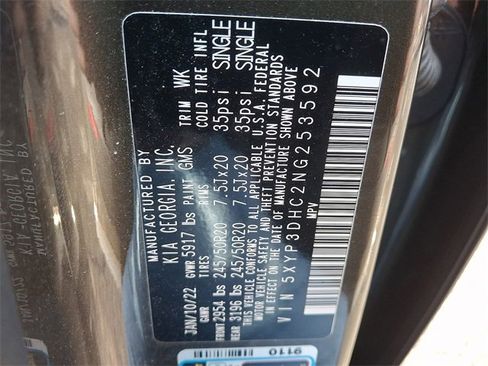 MANUFACTURED BY
KIA GEORGIA, INC.
JAN/10/22 GVWR 5917 lbs PAINT GMS TRIM WK
GAWR TIRES RIMS COLD TIRE INFL
FRONT 2954 lbs 245/50R20 7.5Jx20 35psi SINGLE
REAR 3196 lbs 245/50R20 7.5Jx20 35psi SINGLE
THIS VEHICLE CONFORMS TO ALL APPLICABLE U.S.A. FEDERAL
MOTOR VEHICLE SAFETY AND THEFT PREVENTION STANDARDS
IN EFFECT ON THE DATE OF MANUFACTURE SHOWN ABOVE
VIN 5XYP3DHC2NG253592
MPV
9110